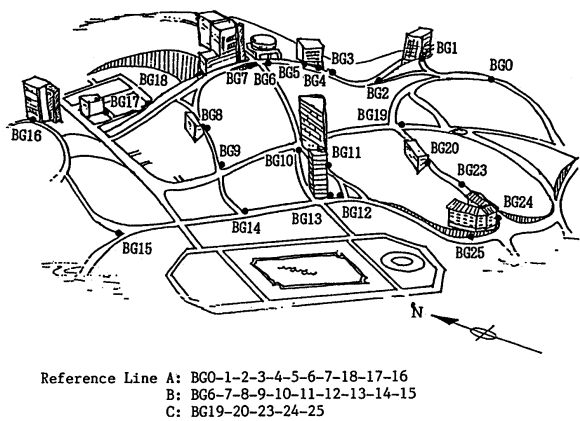 BG1
BG0
BG3
BG5
BG4
BG2
BG7
BG6
BG18
BG17
BG16
BG8
BG19
BG20
BG9
BG10
BG11
BG23
BG24
BG13
BG12
BG14
BG15
BG25
N
Reference Line A: BG0-1-2-3-4-5-6-7-18-17-16
B: BG6-7-8-9-10-11-12-13-14-15
C: BG19-20-23-24-25